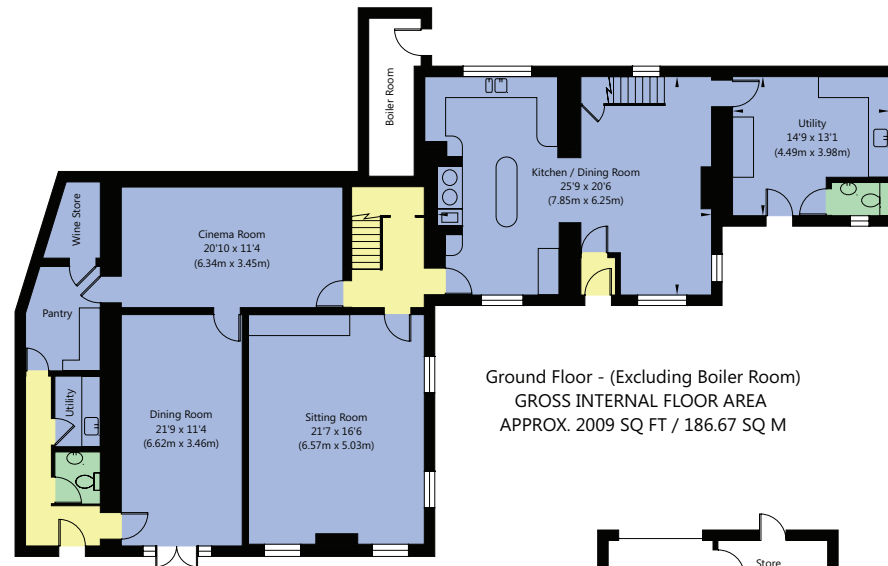 Boiler Room
Utility
14'9 x 13'1
(4.49m x 3.98m)
Kitchen / Dining Room
25'9 x 20'6
(7.85m x 6.25m)
Wine Store
Cinema Room
20'10 x 11'4
(6.34m x 3.45m)
Pantry
Utility
Dining Room
21'9 x 11'4
(6.62m x 3.46m)
Sitting Room
21'7 x 16'6
(6.57m x 5.03m)
Ground Floor - (Excluding Boiler Room)
GROSS INTERNAL FLOOR AREA
APPROX. 2009 SQ FT / 186.67 SQ M
Store